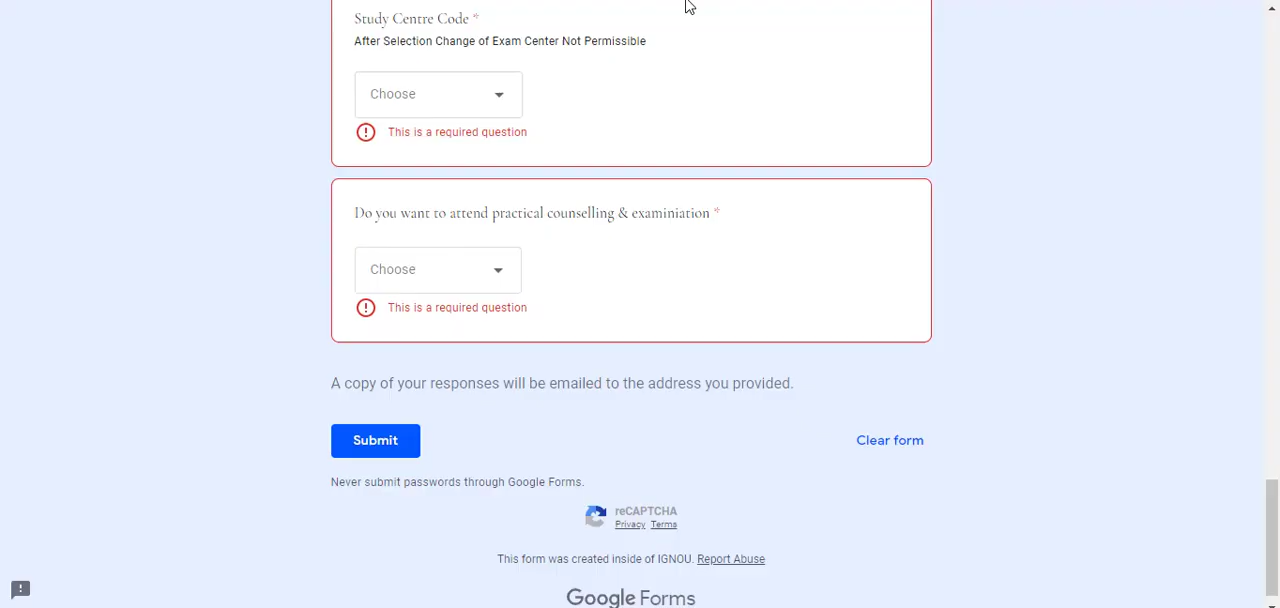 Study Centre Code *
After Selection Change of Exam Center Not Permissible
Choose
This is a required question
Do you want to attend practical counselling & examiniation *
Choose
This is a required question
A copy of your responses will be emailed to the address you provided.
Submit
Clear form
Never submit passwords through Google Forms.
reCAPTCHA
Privacy Terms
This form was created inside of IGNOU. Report Abuse
Google Forms